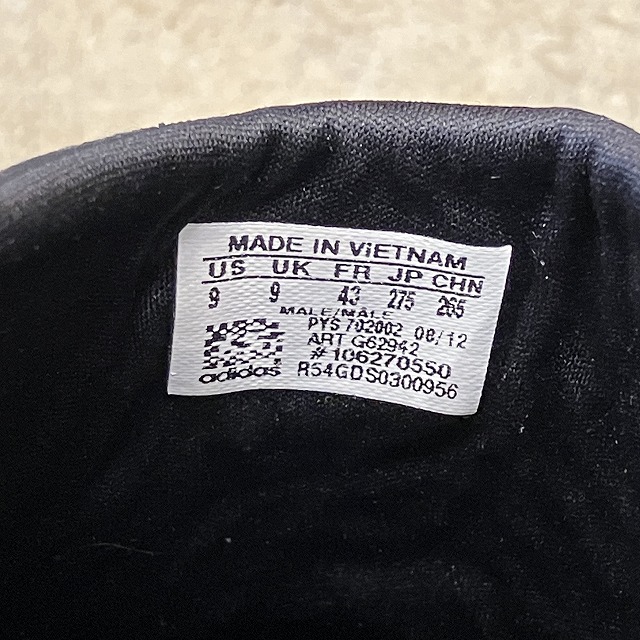 MADE IN VIETNAM
US UK FR JP CHN
9 9 43 275 265
MALE/MALE
PYS 702002 08/12
ART G62942
# 106270550
adidas R54GDS0300956